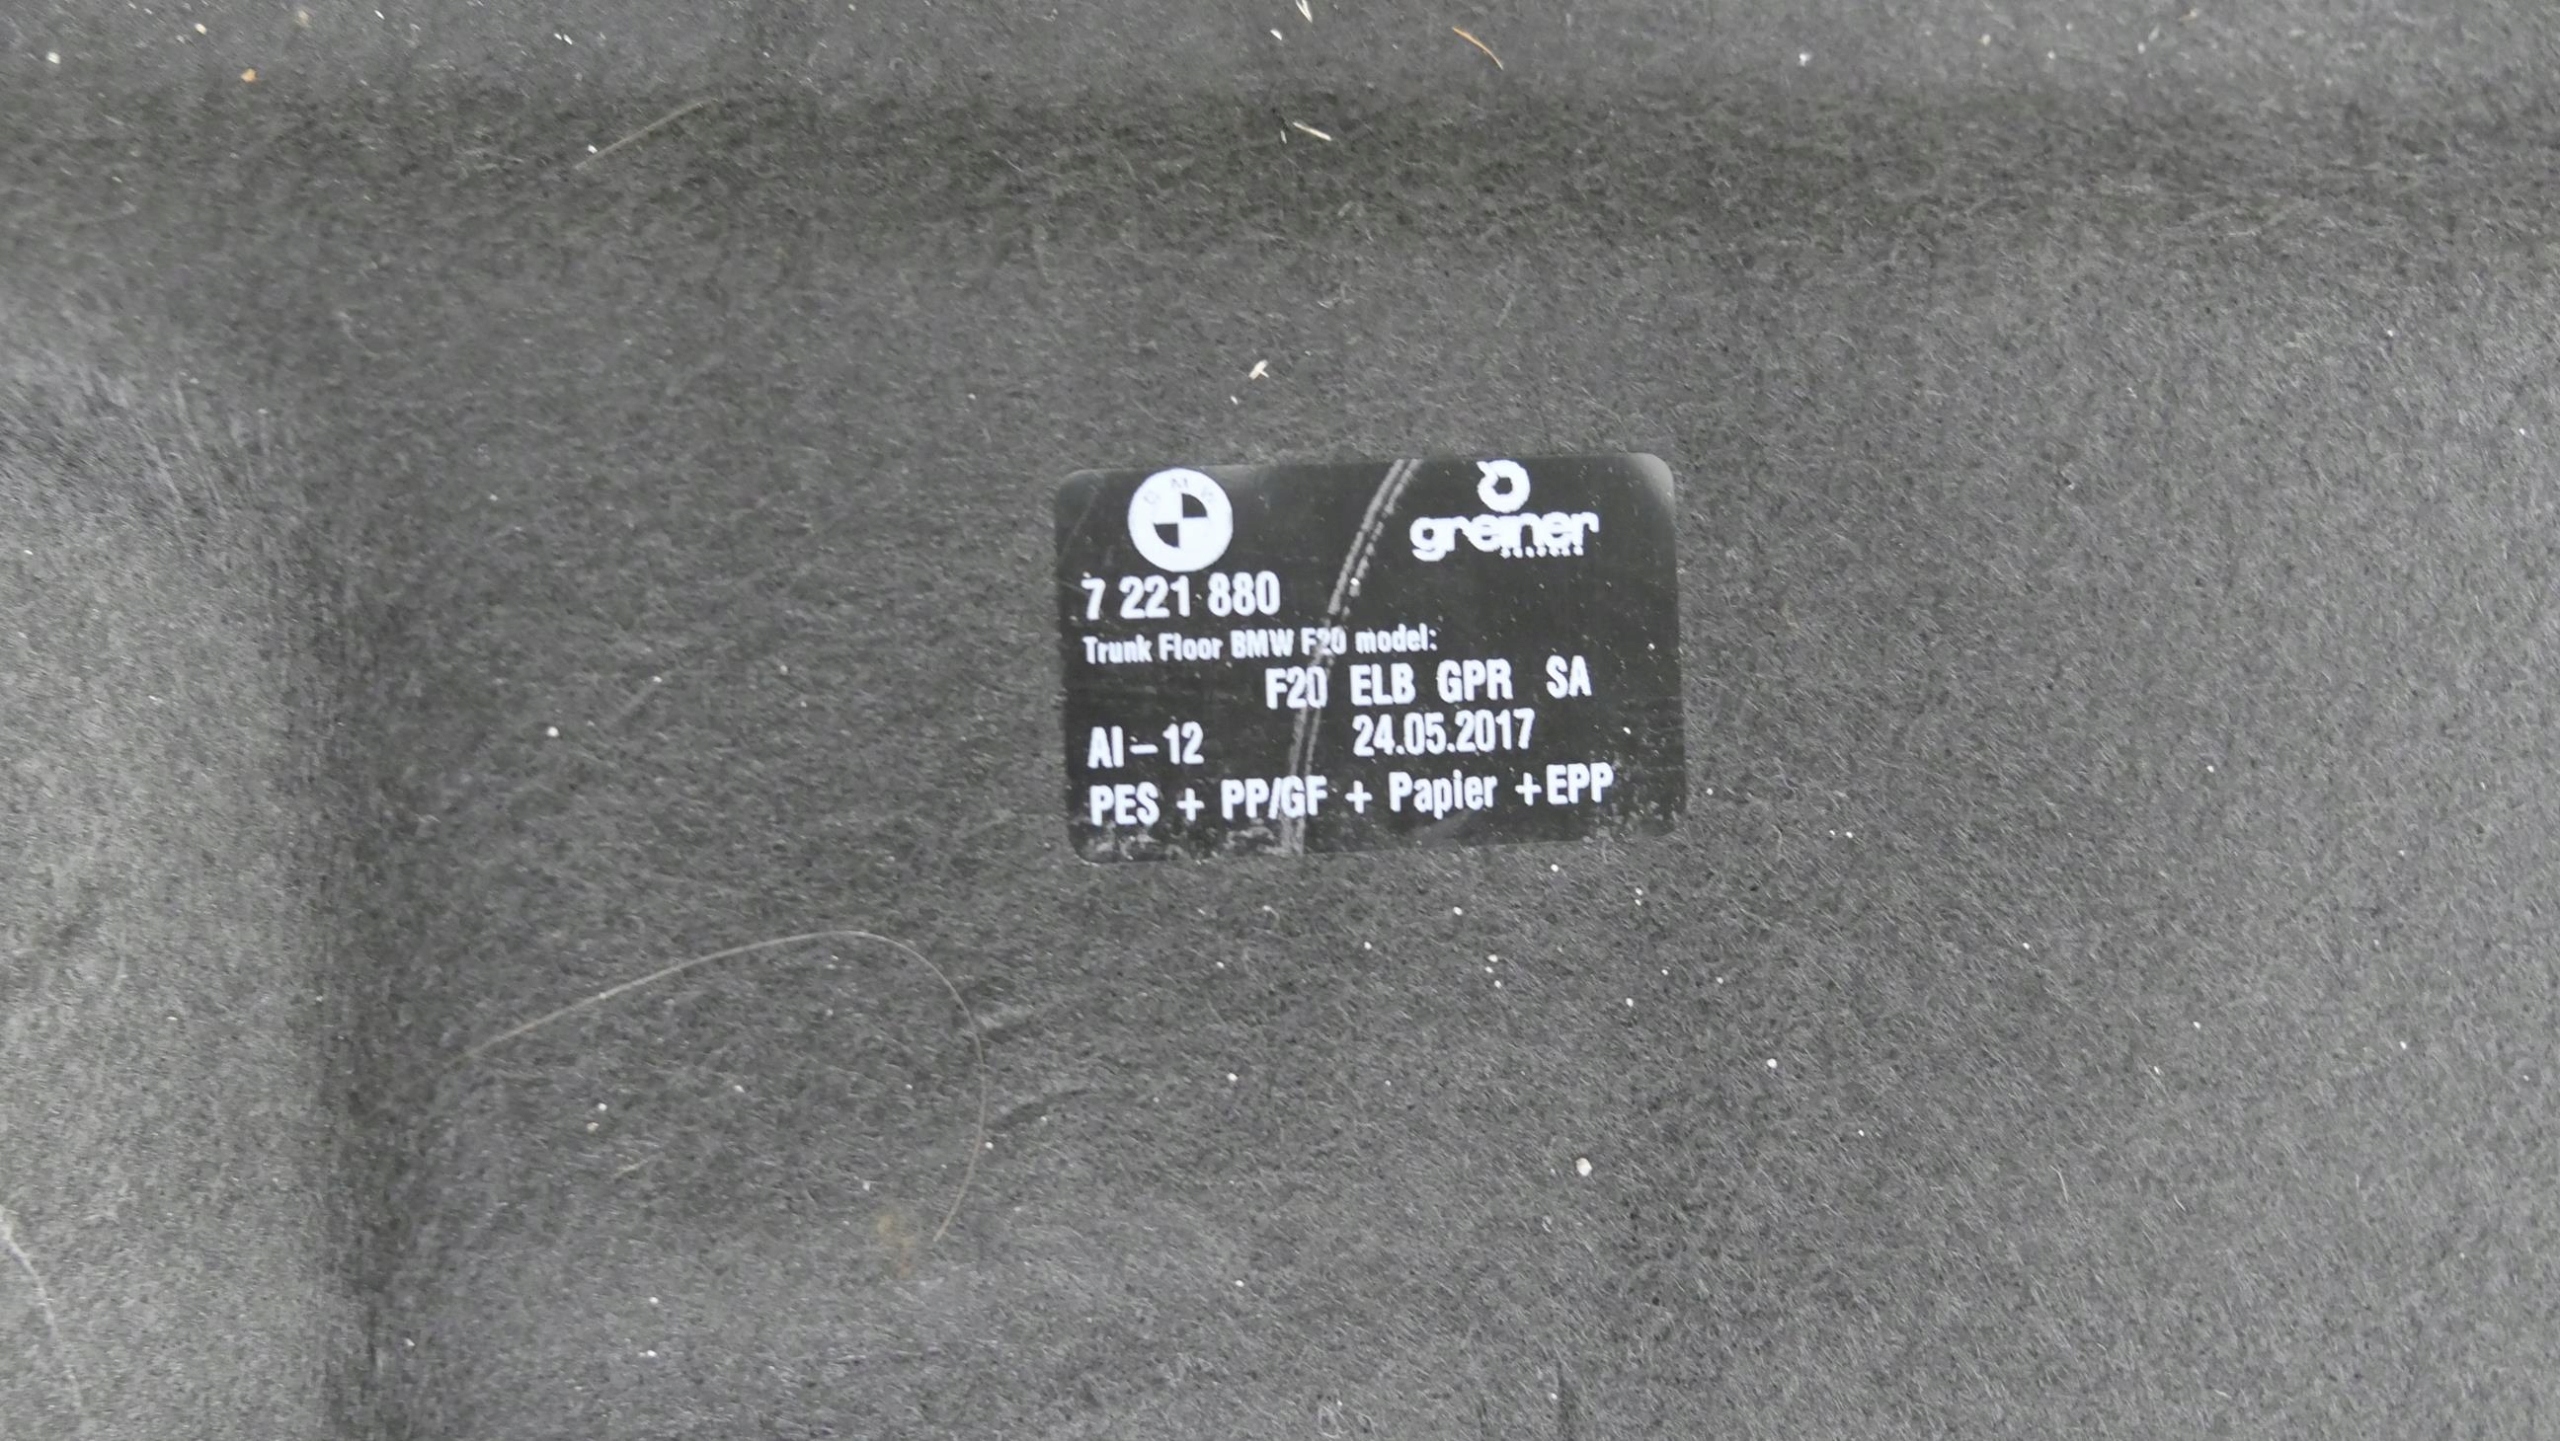 BMW
greiner
7 221 880
Trunk Floor BMW F20 model:
F20 ELB GPR SA
AI-12 24.05.2017
PES + PP/GF + Papier +EPP